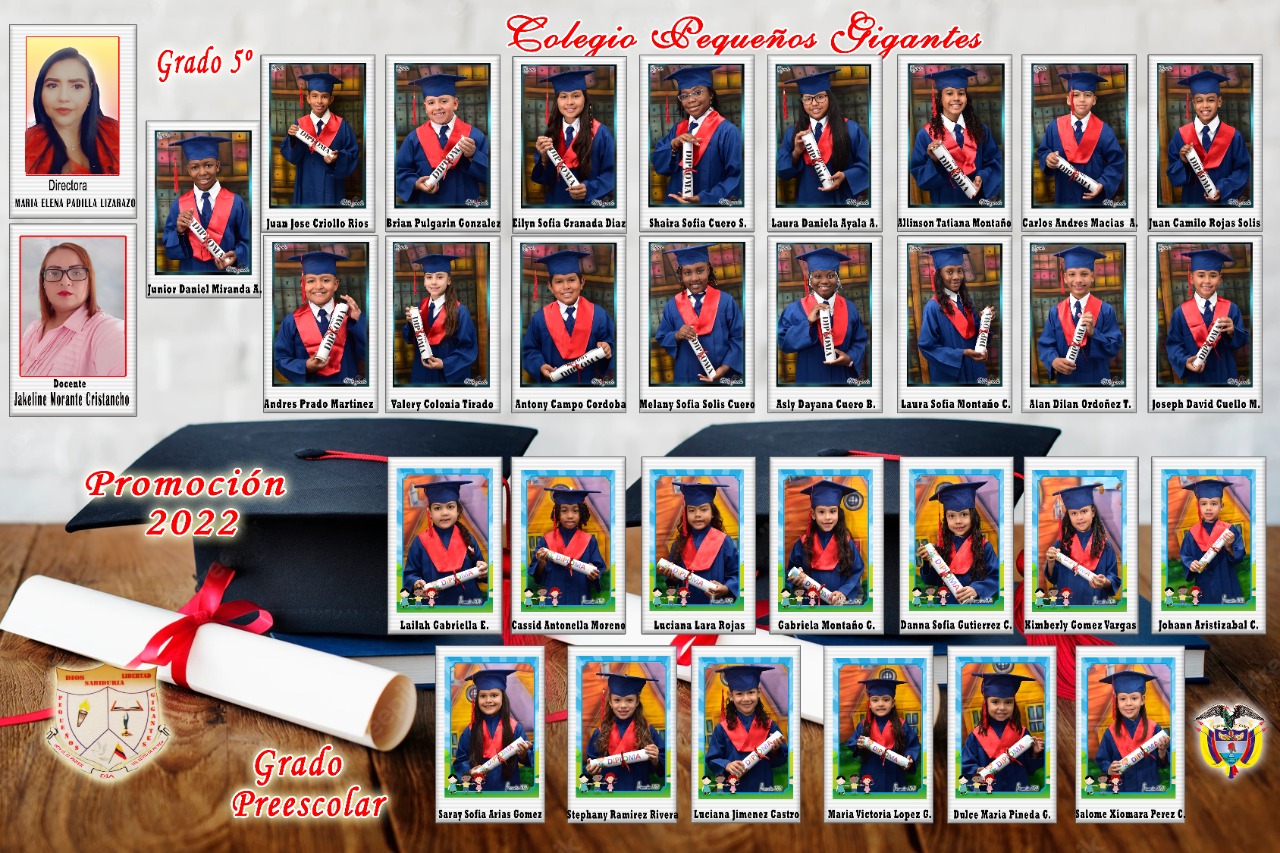 Colegio Pequeños Gigantes
Grado 5º
Directora
MARIA ELENA PADILLA LIZARAZO
Docente
Jakeline Morante Cristancho
Junior Daniel Miranda A.
Juan Jose Criollo Rios
Brian Pulgarin Gonzalez
Eilyn Sofia Granada Diaz
Shaira Sofia Cuero S.
Laura Daniela Ayala A.
Allinson Tatiana Montaño
Carlos Andres Macias A.
Juan Camilo Rojas Solis
Andres Prado Martinez
Valery Colonia Tirado
Antony Campo Cordoba
Melany Sofia Solis Cuero
Asly Dayana Cuero B.
Laura Sofia Montaño C.
Alan Dilan Ordoñez T.
Joseph David Cuello M.
Promoción
2022
Lailah Gabriella E.
Cassid Antonella Moreno
Luciana Lara Rojas
Gabriela Montaño G.
Danna Sofia Gutierrez C.
Kimberly Gomez Vargas
Johann Aristizabal C.
Grado
Preescolar
Saray Sofia Arias Gomez
Stephany Ramirez Rivera
Luciana Jimenez Castro
Maria Victoria Lopez G.
Dulce Maria Pineda G.
Salome Xiomara Perez C.
DIOS
LIBERTAD
SABIDURIA
PEQUEÑOS
GIGANTES
DIPLOMA